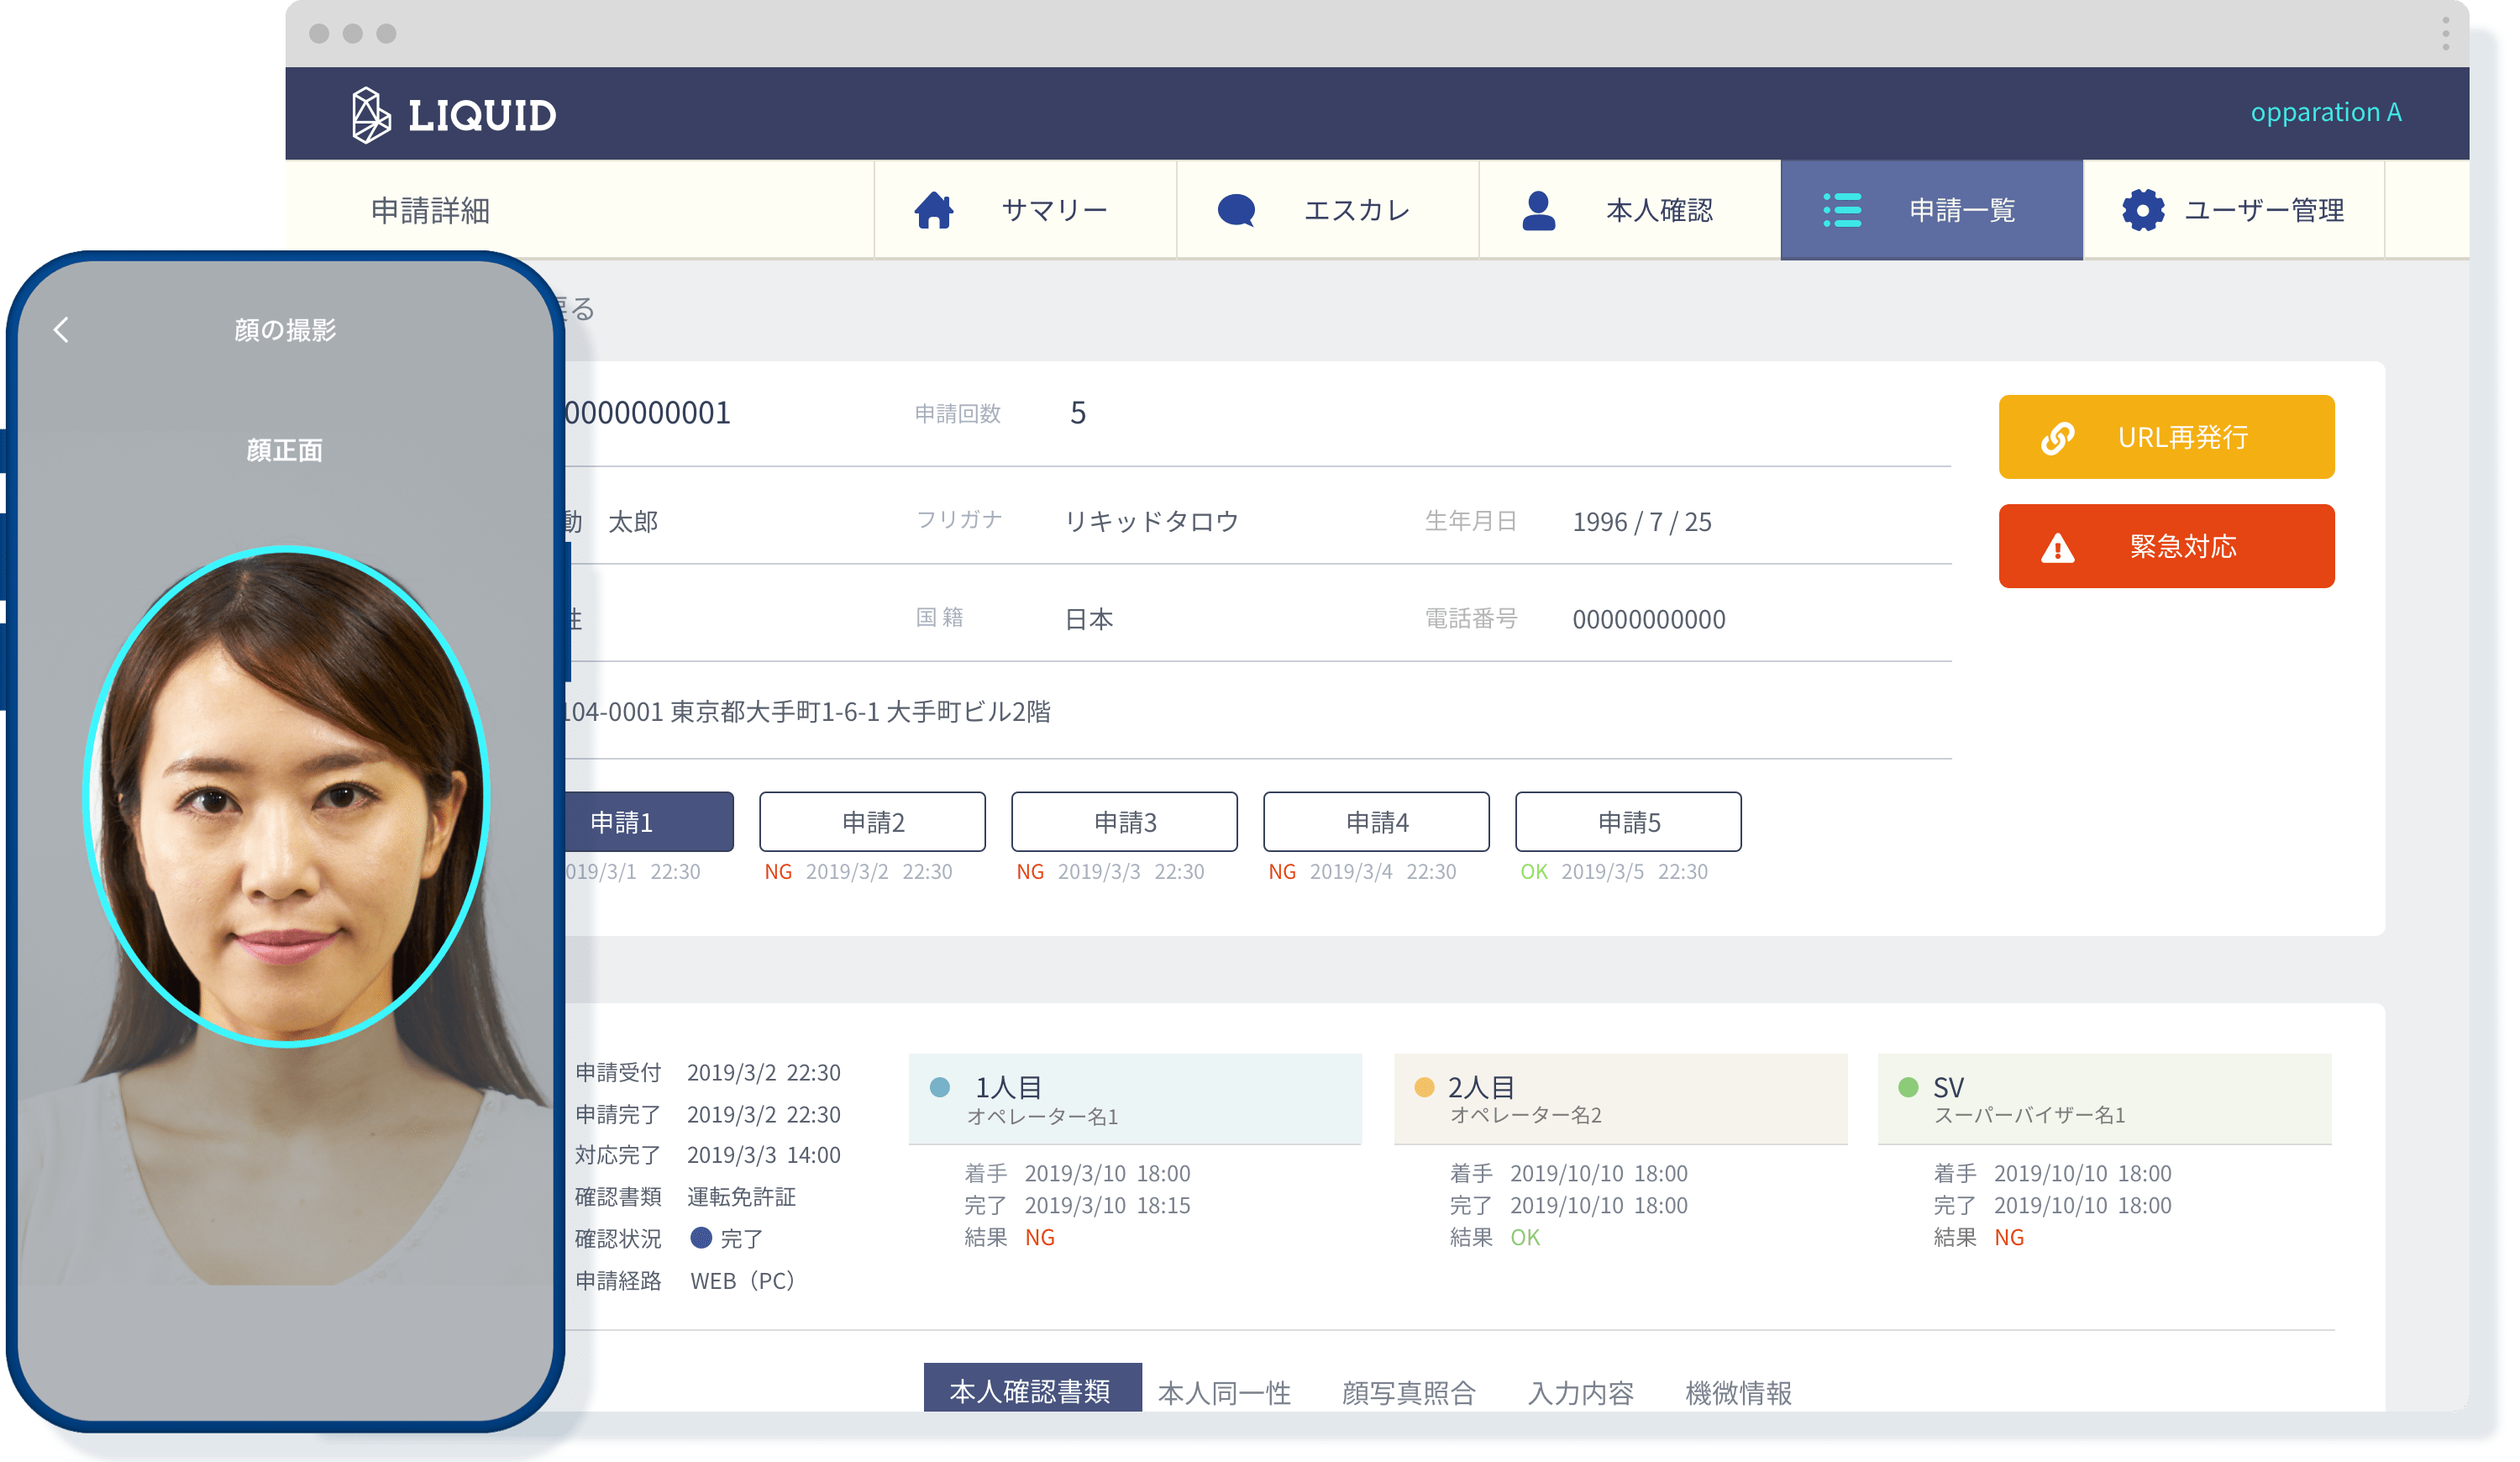 LIQUID
opparation A
申請詳細
サマリー
エスカレ
本人確認
申請一覧
ユーザー管理
顔の撮影
顔正面
戻る
0000000001 申請回数 5
URL再発行
動 太郎 フリガナ リキッドタロウ 生年月日 1996 / 7 / 25
緊急対応
性 国 籍 日本 電話番号 00000000000
104-0001 東京都大手町1-6-1 大手町ビル2階
申請1
申請2
申請3
申請4
申請5
019/3/1 22:30
NG 2019/3/2 22:30
NG 2019/3/3 22:30
NG 2019/3/4 22:30
OK 2019/3/5 22:30
申請受付 2019/3/2 22:30
申請完了 2019/3/2 22:30
対応完了 2019/3/3 14:00
確認書類 運転免許証
確認状況 完了
申請経路 WEB（PC）
1人目
オペレーター名1
着手 2019/3/10 18:00
完了 2019/3/10 18:15
結果 NG
2人目
オペレーター名2
着手 2019/10/10 18:00
完了 2019/10/10 18:00
結果 OK
SV
スーパーバイザー名1
着手 2019/10/10 18:00
完了 2019/10/10 18:00
結果 NG
本人確認書類
本人同一性
顔写真照合
入力内容
機微情報